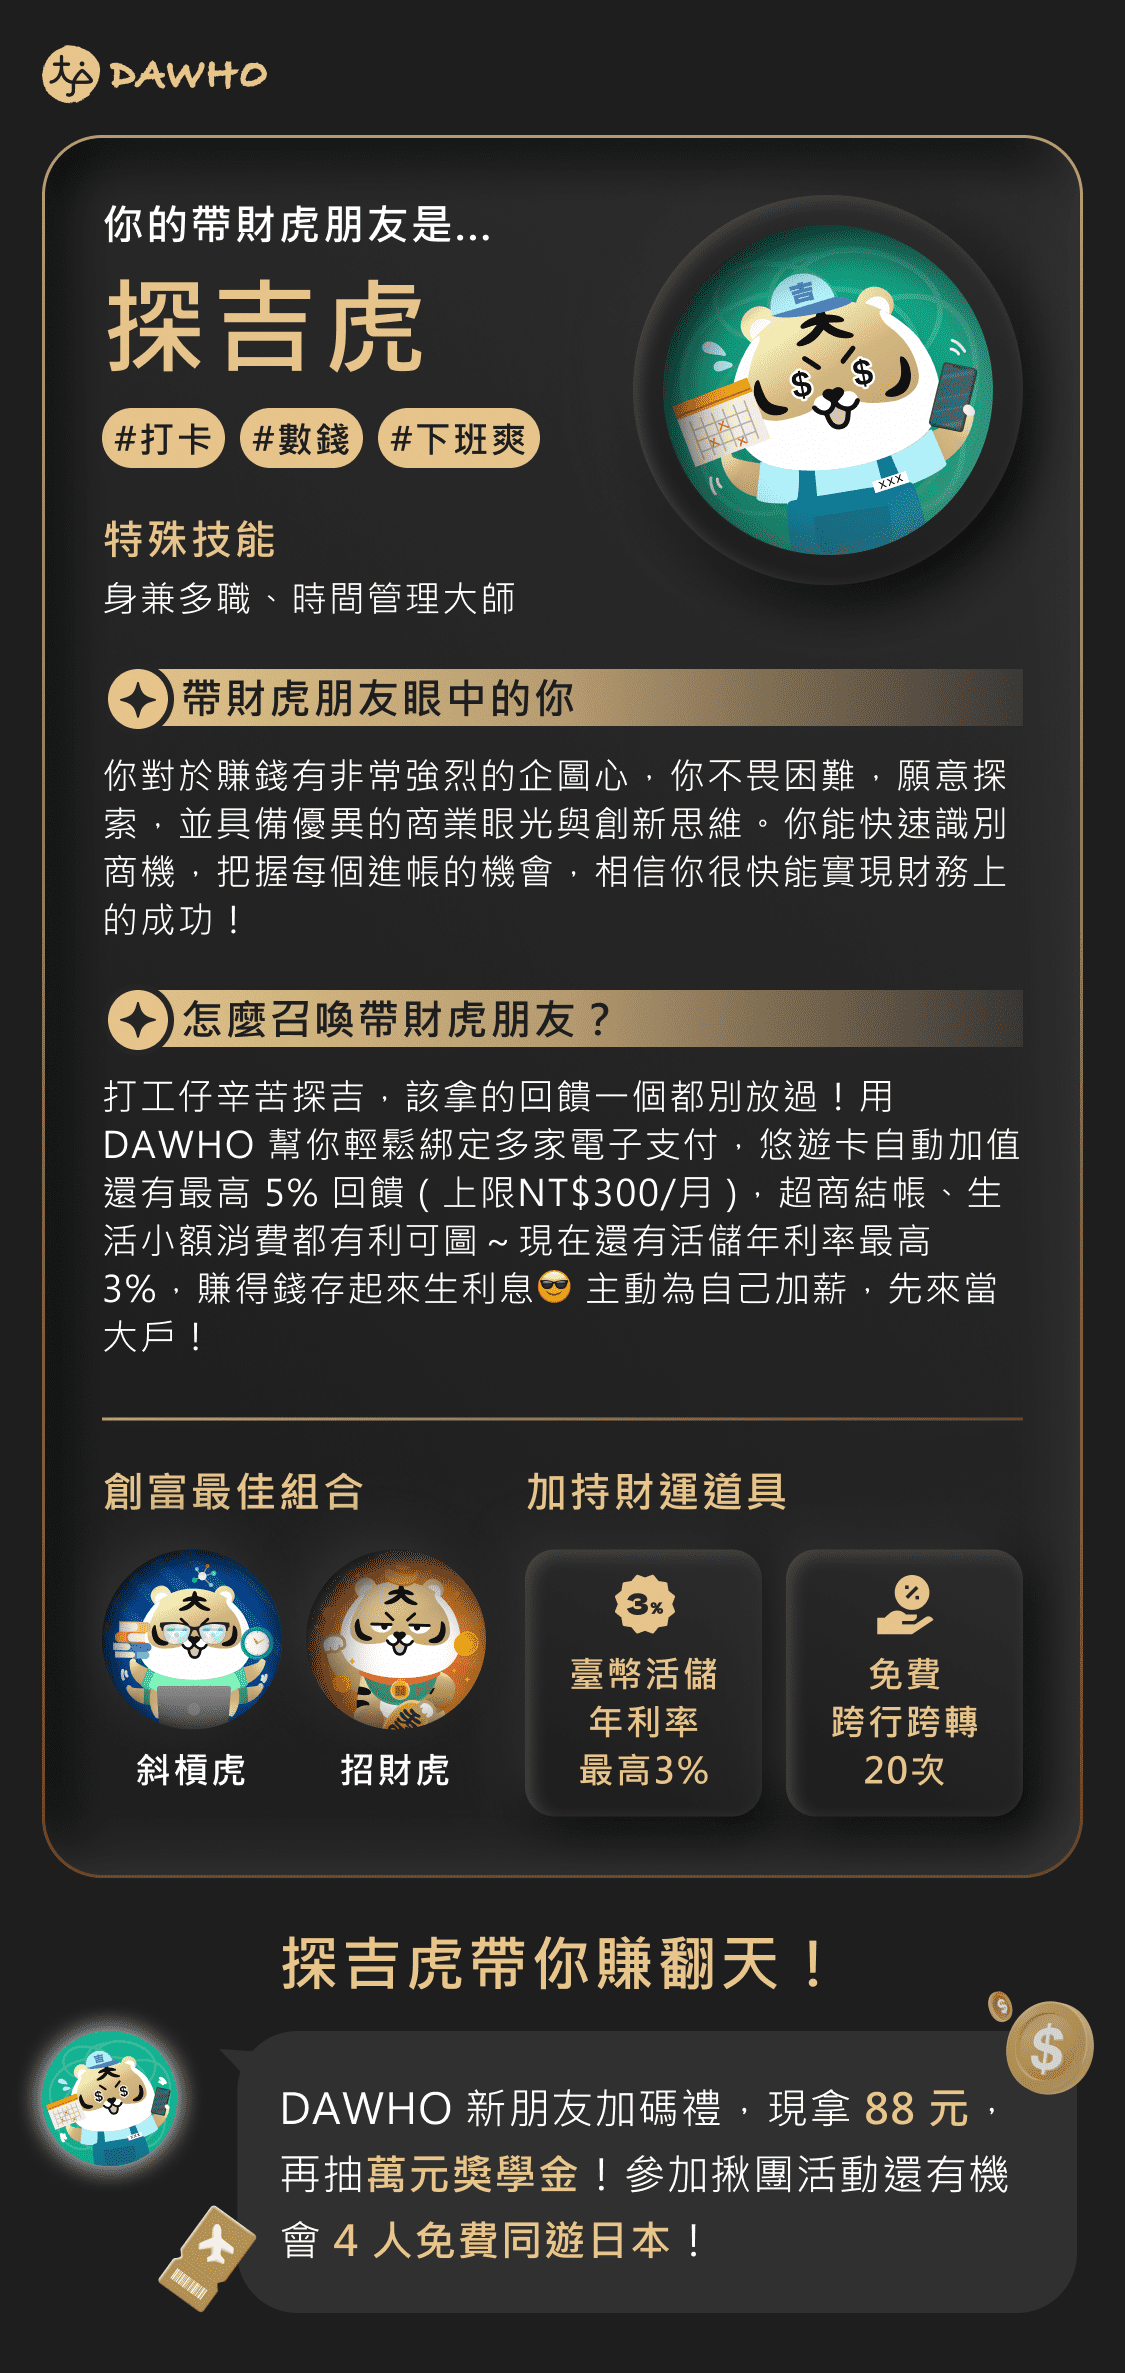 大戶 DAWHO
你的帶財虎朋友是...
探吉虎
吉
#打卡 #數錢 #下班爽
XXX
特殊技能
身兼多職、時間管理大師
帶財虎朋友眼中的你
你對於賺錢有非常強烈的企圖心，你不畏困難，願意探
索，並具備優異的商業眼光與創新思維。你能快速識別
商機，把握每個進帳的機會，相信你很快能實現財務上
的成功！
怎麼召喚帶財虎朋友？
打工仔辛苦探吉，該拿的回饋一個都別放過！用
DAWHO 幫你輕鬆綁定多家電子支付，悠遊卡自動加值
還有最高 5% 回饋（上限NT$300/月），超商結帳、生
活小額消費都有利可圖～現在還有活儲年利率最高
3%，賺得錢存起來生利息😎 主動為自己加薪，先來當
大戶！
創富最佳組合
斜槓虎
招財虎
加持財運道具
3%
臺幣活儲
年利率
最高3%
%
免費
跨行跨轉
20次
探吉虎帶你賺翻天！
DAWHO 新朋友加碼禮，現拿 88 元，
再抽萬元獎學金！參加揪團活動還有機
會 4 人免費同遊日本！